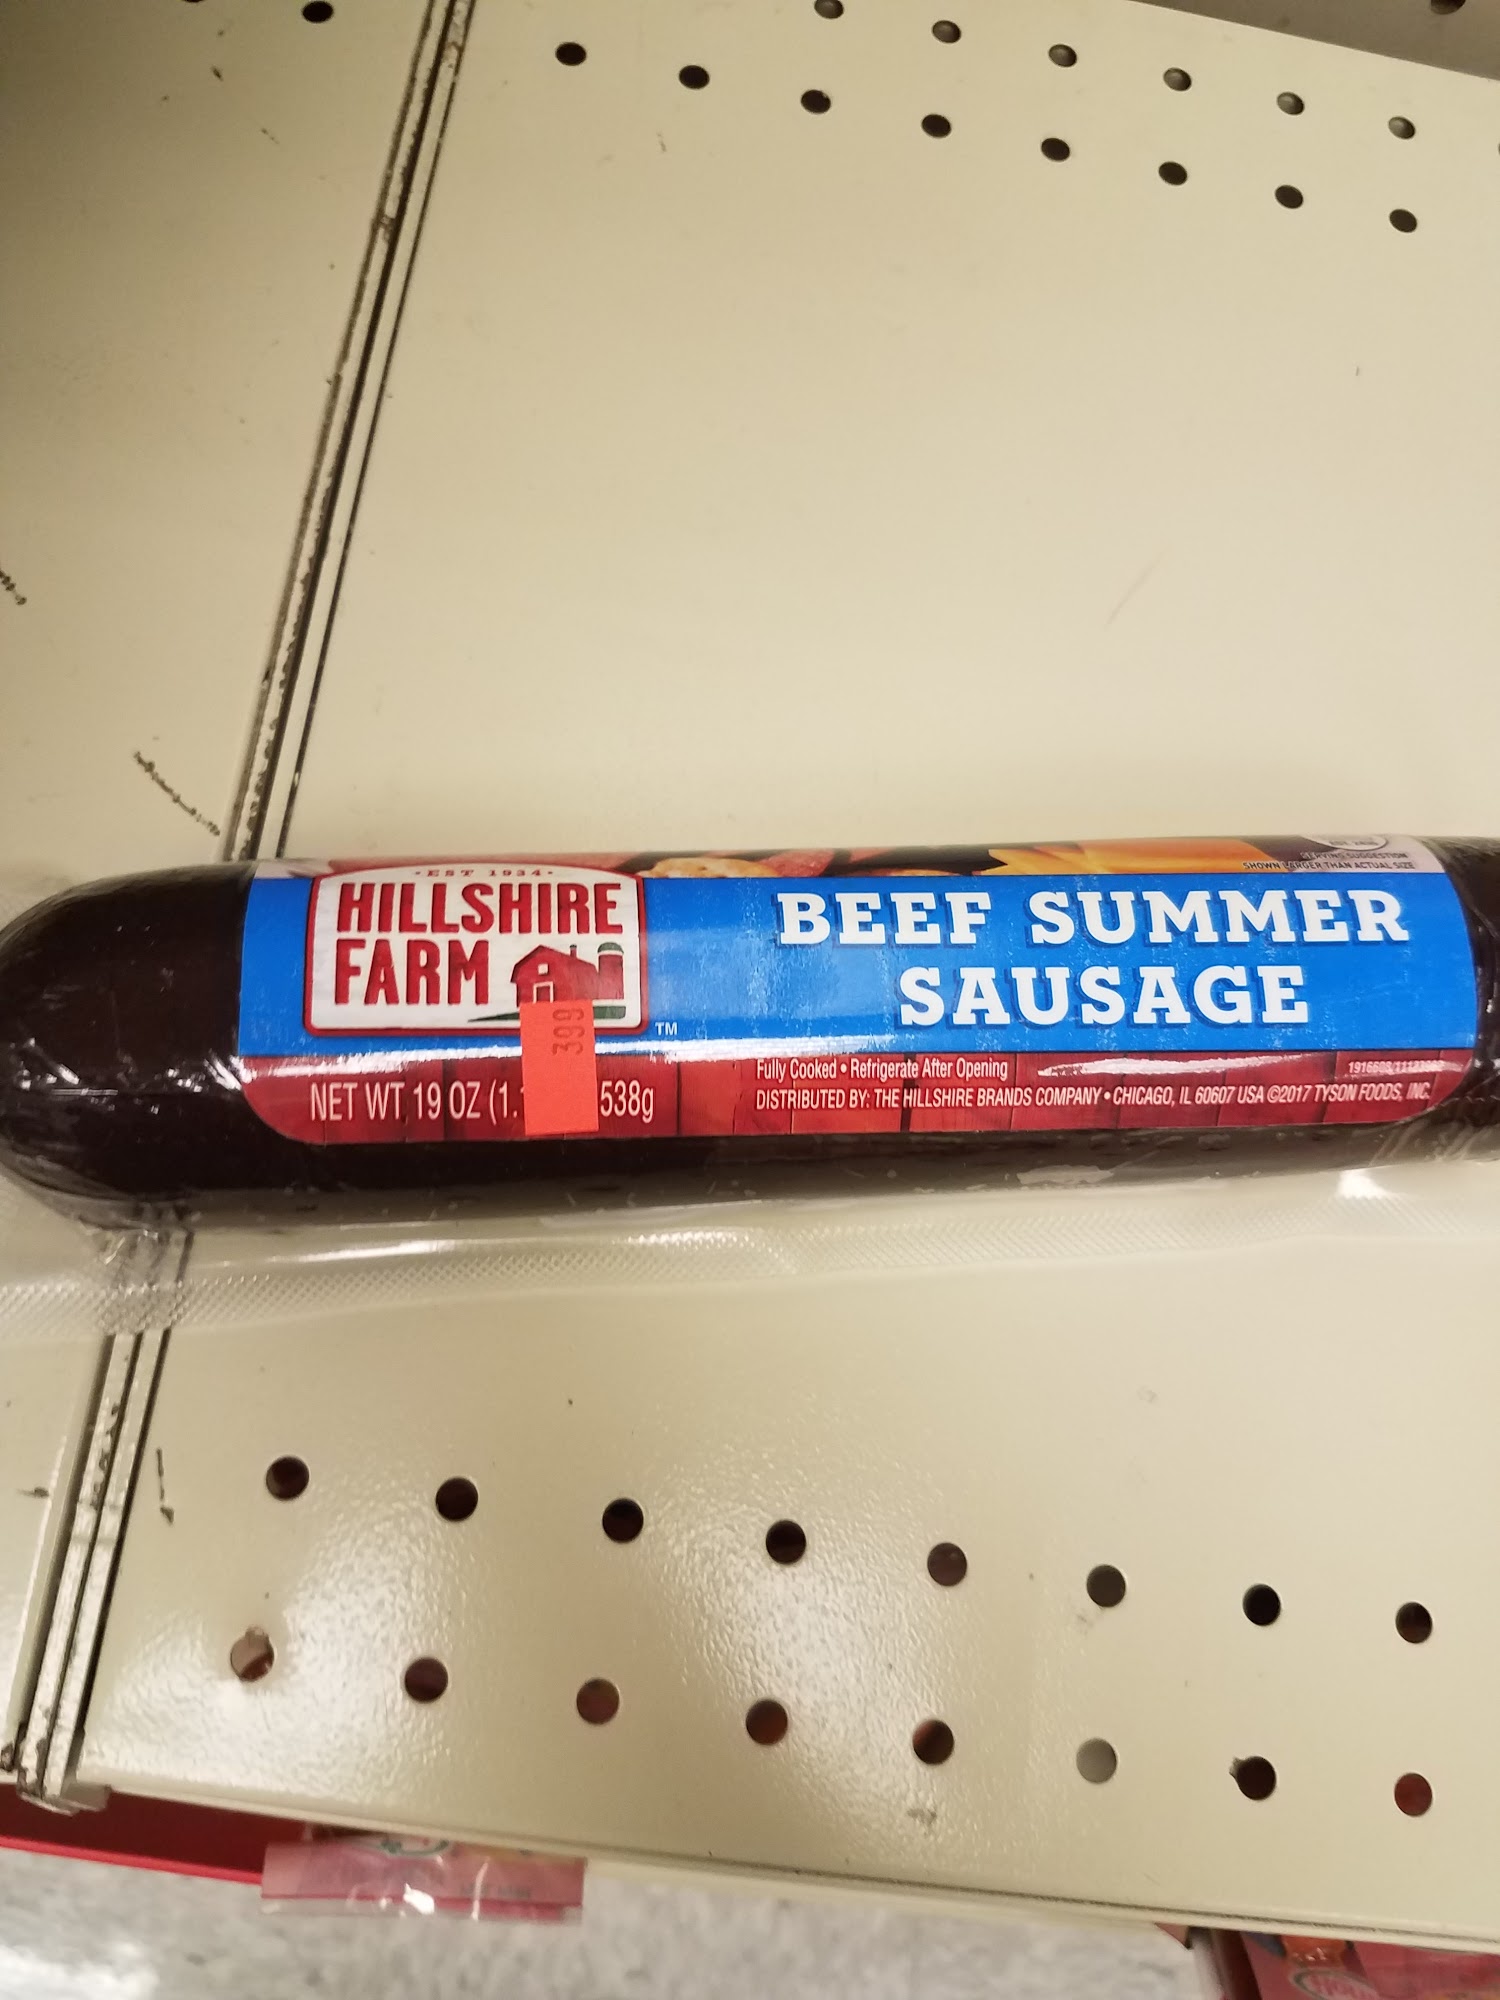 ·EST 1934·
HILLSHIRE
FARM
TM
BEEF SUMMER
SAUSAGE
SERVING SUGGESTION
SHOWN LARGER THAN ACTUAL SIZE
399
NET WT 19 OZ (1. 538g
Fully Cooked • Refrigerate After Opening
DISTRIBUTED BY: THE HILLSHIRE BRANDS COMPANY • CHICAGO, IL 60607 USA ©2017 TYSON FOODS, INC.